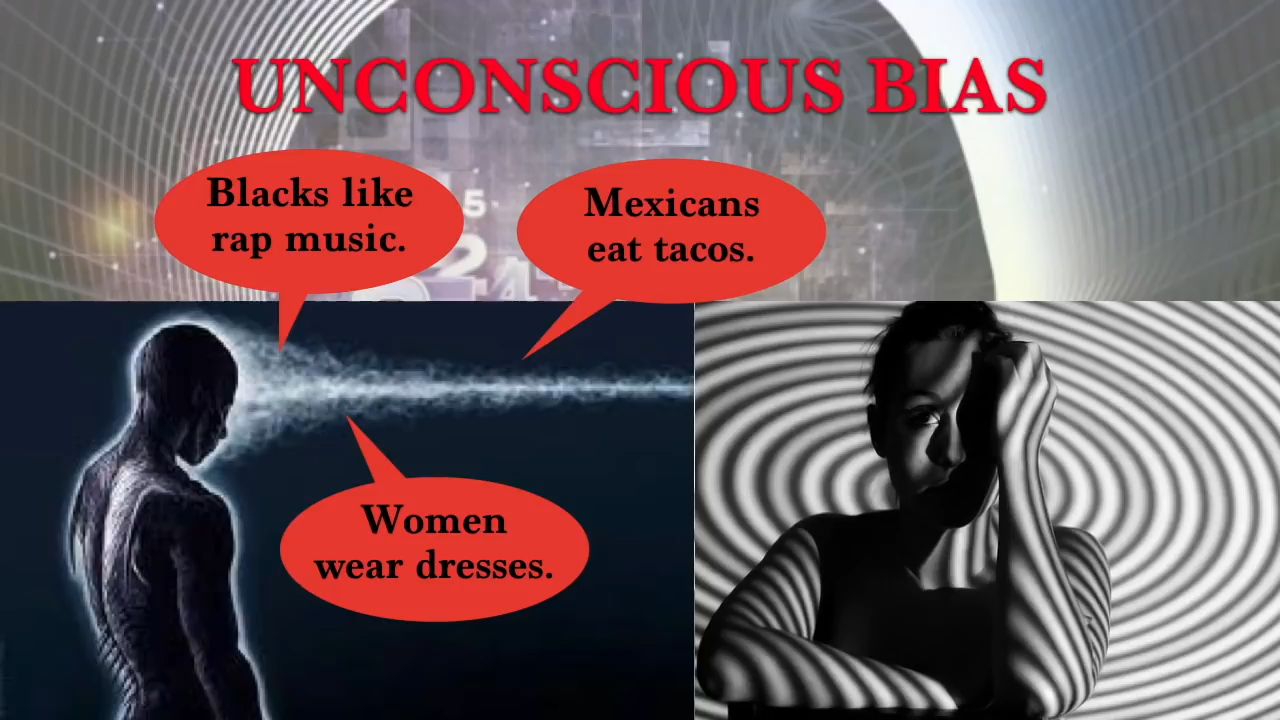 UNCONSCIOUS BIAS
Blacks like
rap music.
Mexicans
eat tacos.
Women
wear dresses.